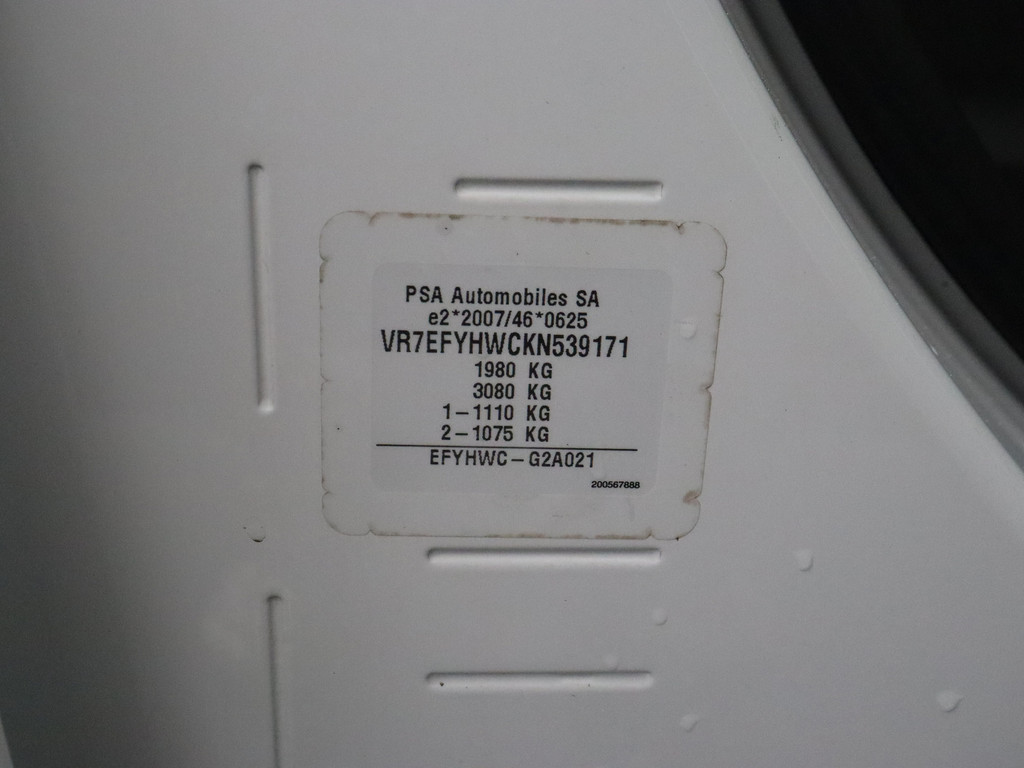 PSA Automobiles SA
e2*2007/46*0625
VR7EFYHWCKN539171
1980 KG
3080 KG
1-1110 KG
2-1075 KG
EFYHWC-G2A021
200567888